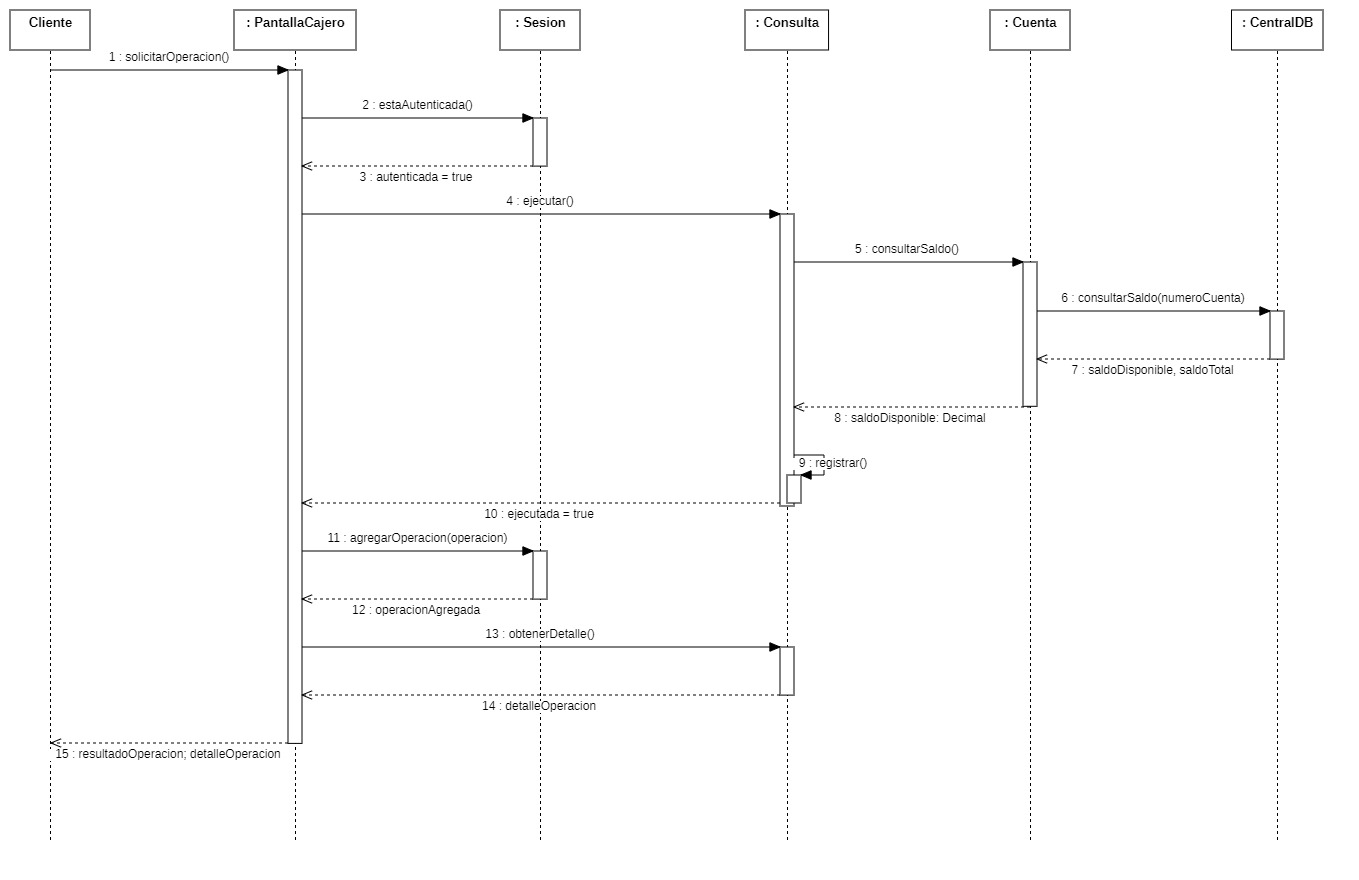 Cliente
: PantallaCajero
: Sesion
: Consulta
: Cuenta
: CentralDB
1 : solicitarOperacion()
2 : estaAutenticada()
3 : autenticada = true
4 : ejecutar()
5 : consultarSaldo()
6 : consultarSaldo(numeroCuenta)
7 : saldoDisponible, saldoTotal
8 : saldoDisponible: Decimal
9 : registrar()
10 : ejecutada = true
11 : agregarOperacion(operacion)
12 : operacionAgregada
13 : obtenerDetalle()
14 : detalleOperacion
15 : resultadoOperacion; detalleOperacion